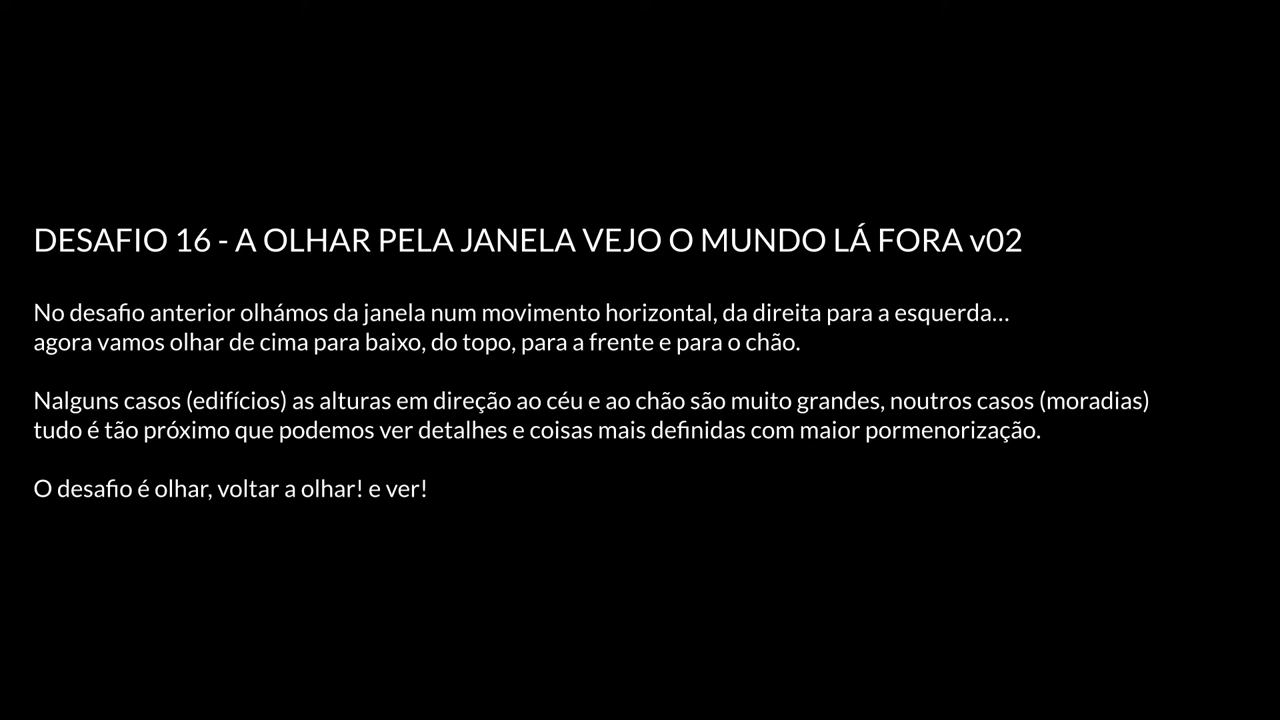 DESAFIO 16 - A OLHAR PELA JANELA VEJO O MUNDO LÁ FORA v02
No desafio anterior olhámos da janela num movimento horizontal, da direita para a esquerda...
agora vamos olhar de cima para baixo, do topo, para a frente e para o chão.
Nalguns casos (edifícios) as alturas em direção ao céu e ao chão são muito grandes, noutros casos (moradias)
tudo é tão próximo que podemos ver detalhes e coisas mais definidas com maior pormenorização.
O desafio é olhar, voltar a olhar! e ver!